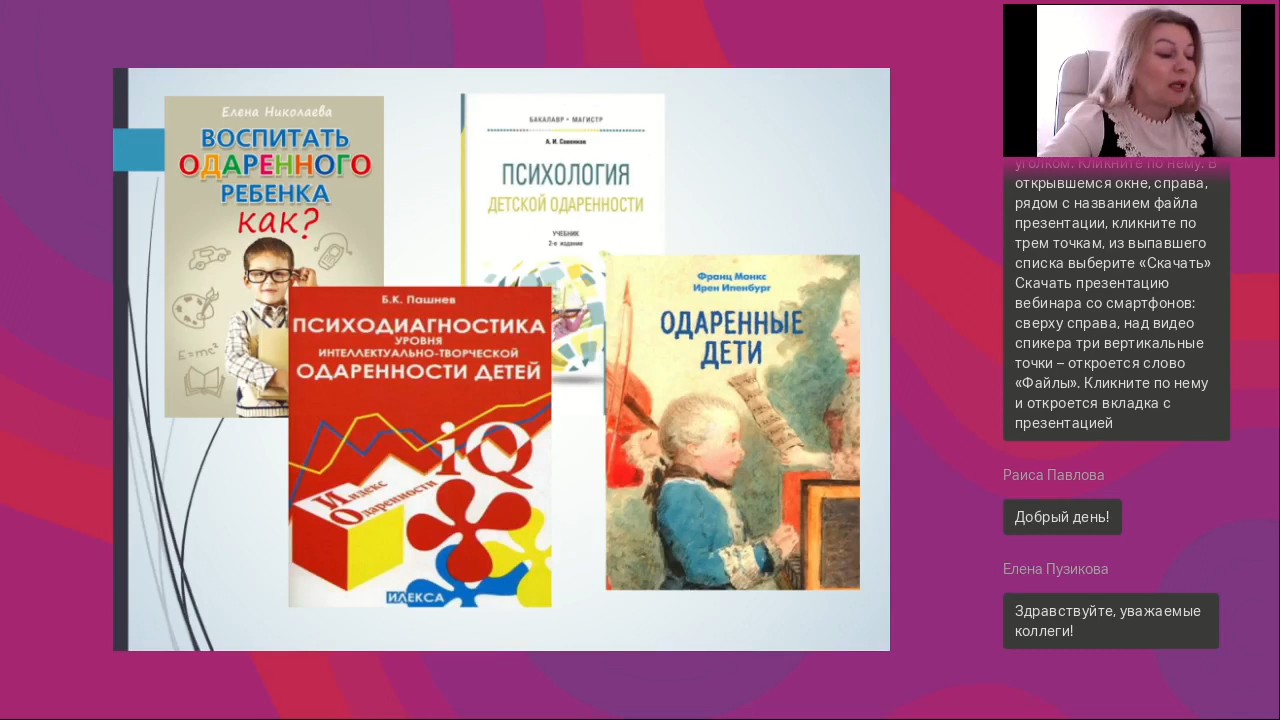 Елена Николаева
ВОСПИТАТЬ
ОДАРЕННОГО
РЕБЕНКА
как?
E=mc²
БАКАЛАВР • МАГИСТР
А. И. Савенков
ПСИХОЛОГИЯ
ДЕТСКОЙ ОДАРЕННОСТИ
УЧЕБНИК
2-е издание
Б.К. Пашнев
ПСИХОДИАГНОСТИКА
УРОВНЯ
ИНТЕЛЛЕКТУАЛЬНО-ТВОРЧЕСКОЙ
ОДАРЕННОСТИ ДЕТЕЙ
iQ
Индекс
Одаренности
ИЛЕКСА
Франц Монкс
Ирен Ипенбург
ОДАРЕННЫЕ
ДЕТИ
уголком. Кликните по нему. В
открывшемся окне, справа,
рядом с названием файла
презентации, кликните по
трем точкам, из выпавшего
списка выберите «Скачать»
Скачать презентацию
вебинара со смартфонов:
сверху справа, над видео
спикера три вертикальные
точки – откроется слово
«Файлы». Кликните по нему
и откроется вкладка с
презентацией
Раиса Павлова
Добрый день!
Елена Пузикова
Здравствуйте, уважаемые
коллеги!